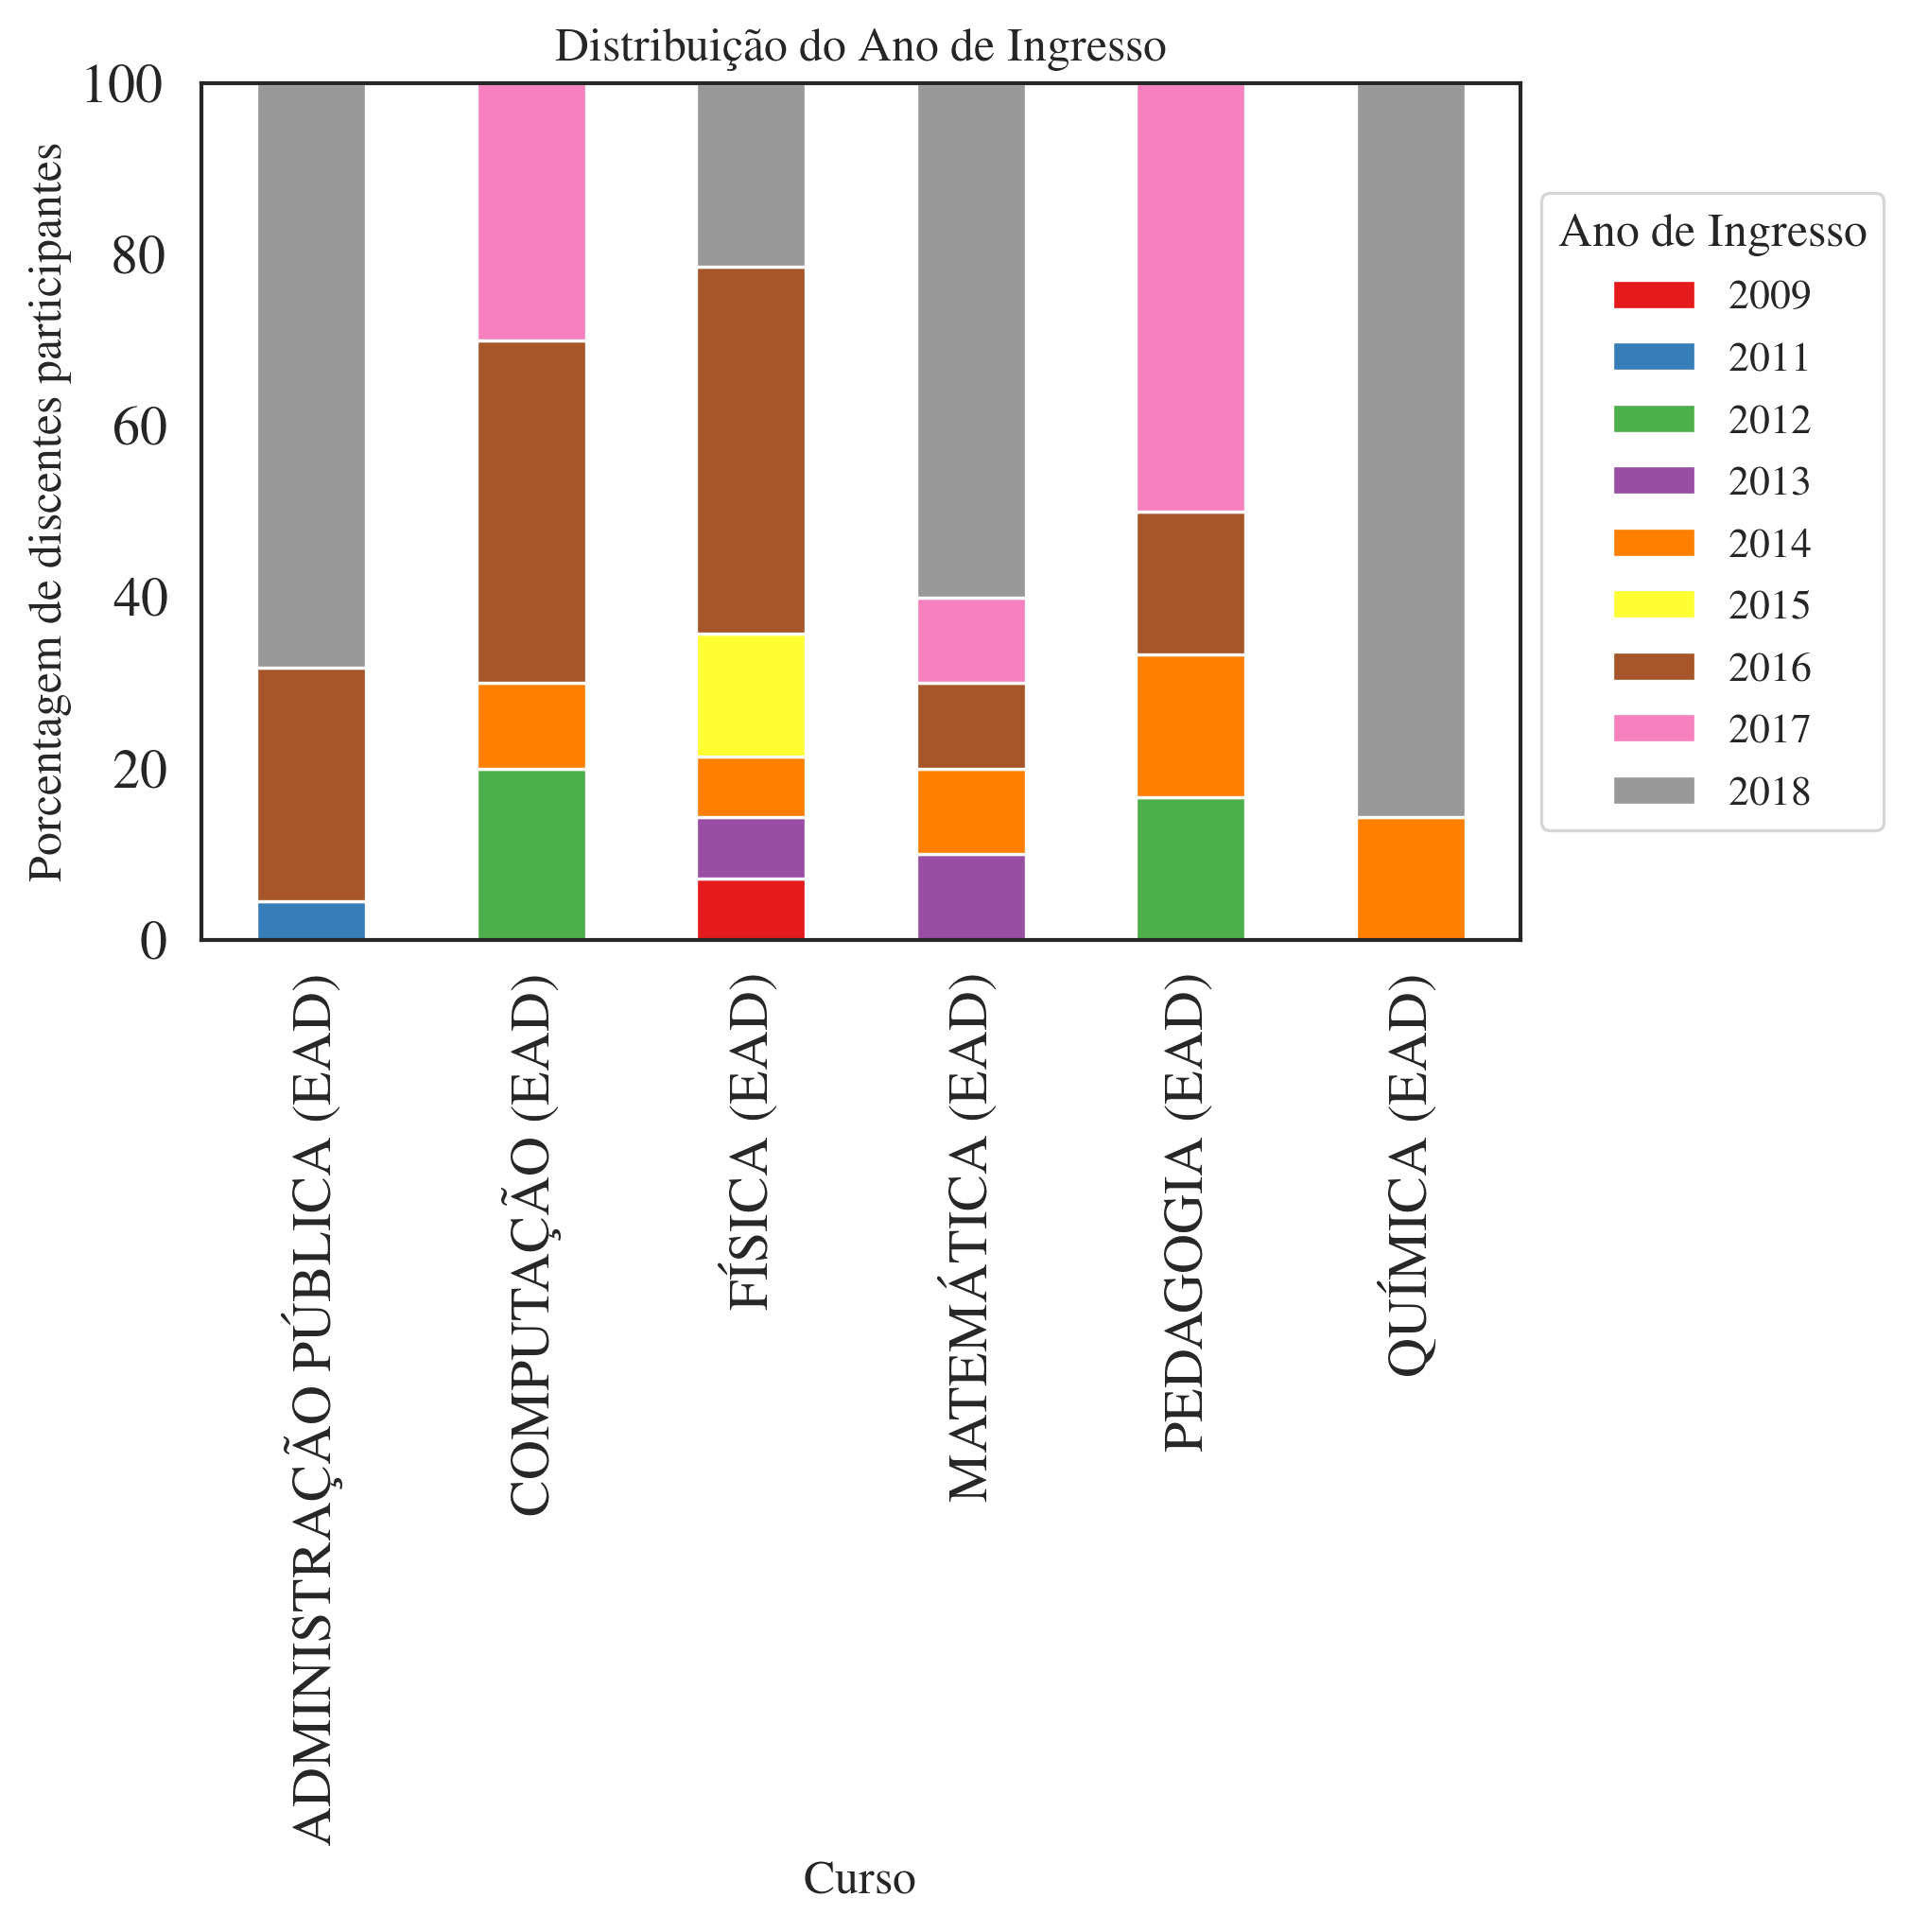 Distribuição do Ano de Ingresso
Porcentagem de discentes participantes
100
80
60
40
20
0
Ano de Ingresso
2009
2011
2012
2013
2014
2015
2016
2017
2018
ADMINISTRAÇÃO PÚBLICA (EAD)
COMPUTAÇÃO (EAD)
FÍSICA (EAD)
MATEMÁTICA (EAD)
PEDAGOGIA (EAD)
QUÍMICA (EAD)
Curso